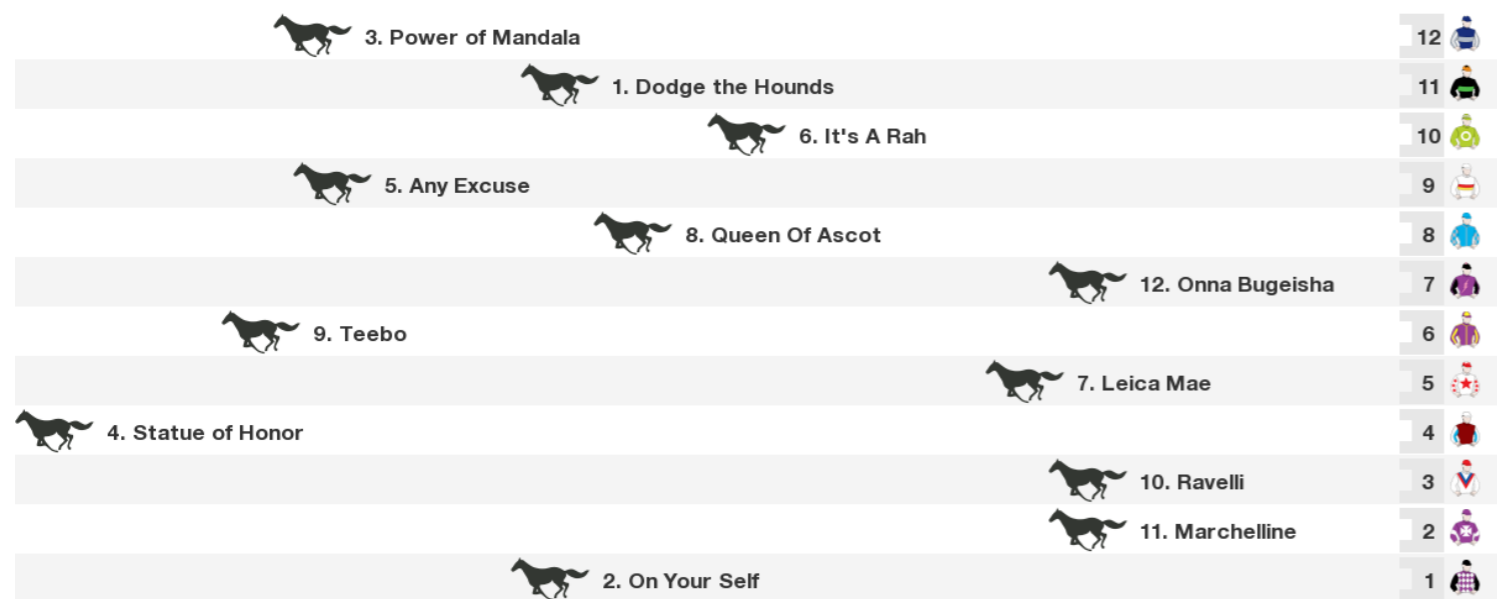 3. Power of Mandala 12
1. Dodge the Hounds 11
6. It's A Rah 10
5. Any Excuse 9
8. Queen Of Ascot 8
12. Onna Bugeisha 7
9. Teebo 6
7. Leica Mae 5
4. Statue of Honor 4
10. Ravelli 3
11. Marchelline 2
2. On Your Self 1